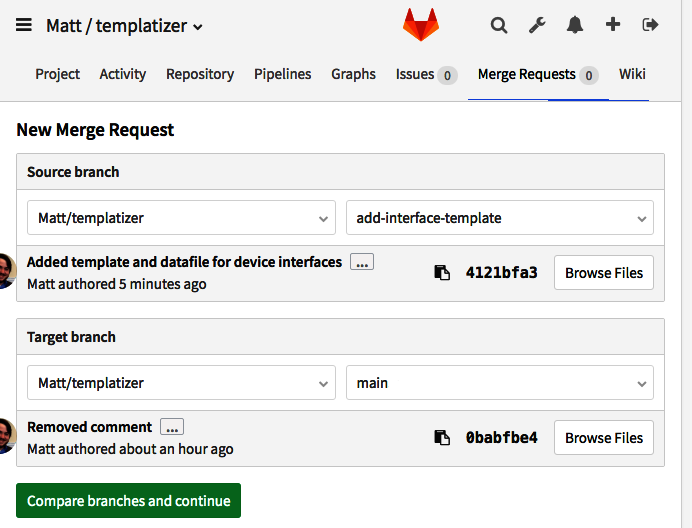 Matt / templatizer
Project Activity Repository Pipelines Graphs Issues 0 Merge Requests 0 Wiki
New Merge Request
Source branch
Matt/templatizer add-interface-template
Added template and datafile for device interfaces ...
Matt authored 5 minutes ago
4121bfa3 Browse Files
Target branch
Matt/templatizer main
Removed comment ...
Matt authored about an hour ago
0babfbe4 Browse Files
Compare branches and continue